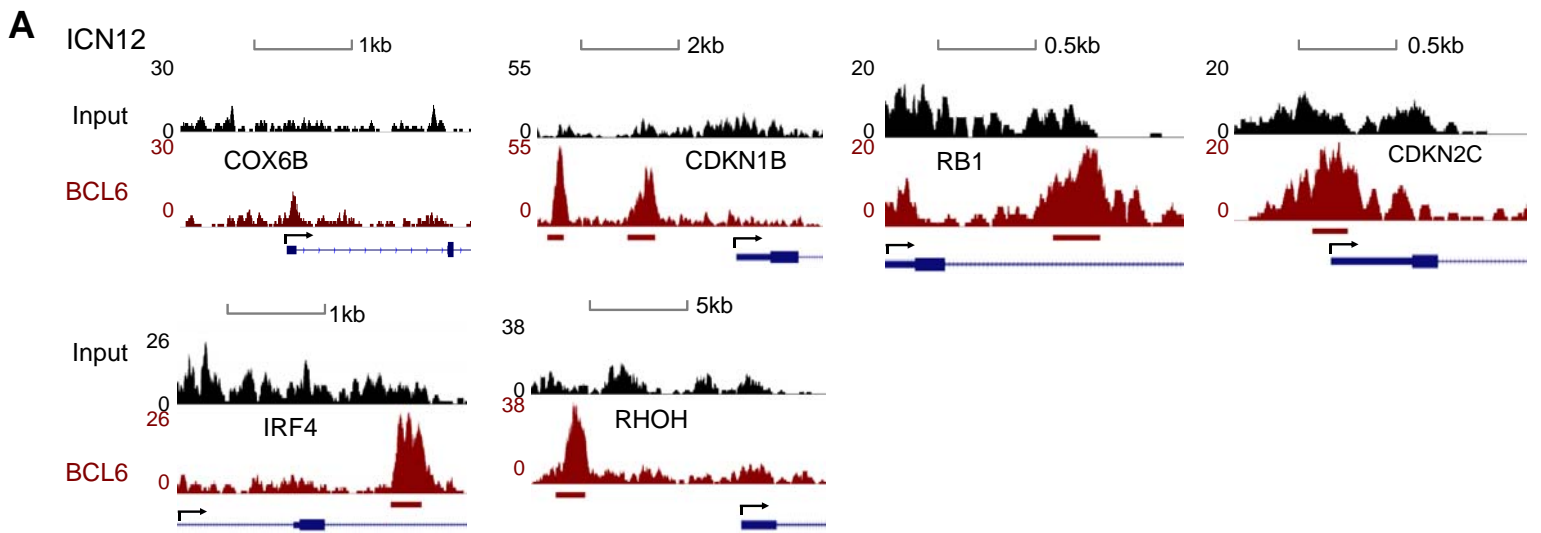 A
ICN12
1kb
2kb
0.5kb
0.5kb
30
55
20
20
Input
0
0
0
0
30
55
20
20
COX6B
CDKN1B
RB1
CDKN2C
BCL6
0
0
0
0
1kb
5kb
26
38
Input
0
0
26
38
IRF4
RHOH
BCL6
0
0